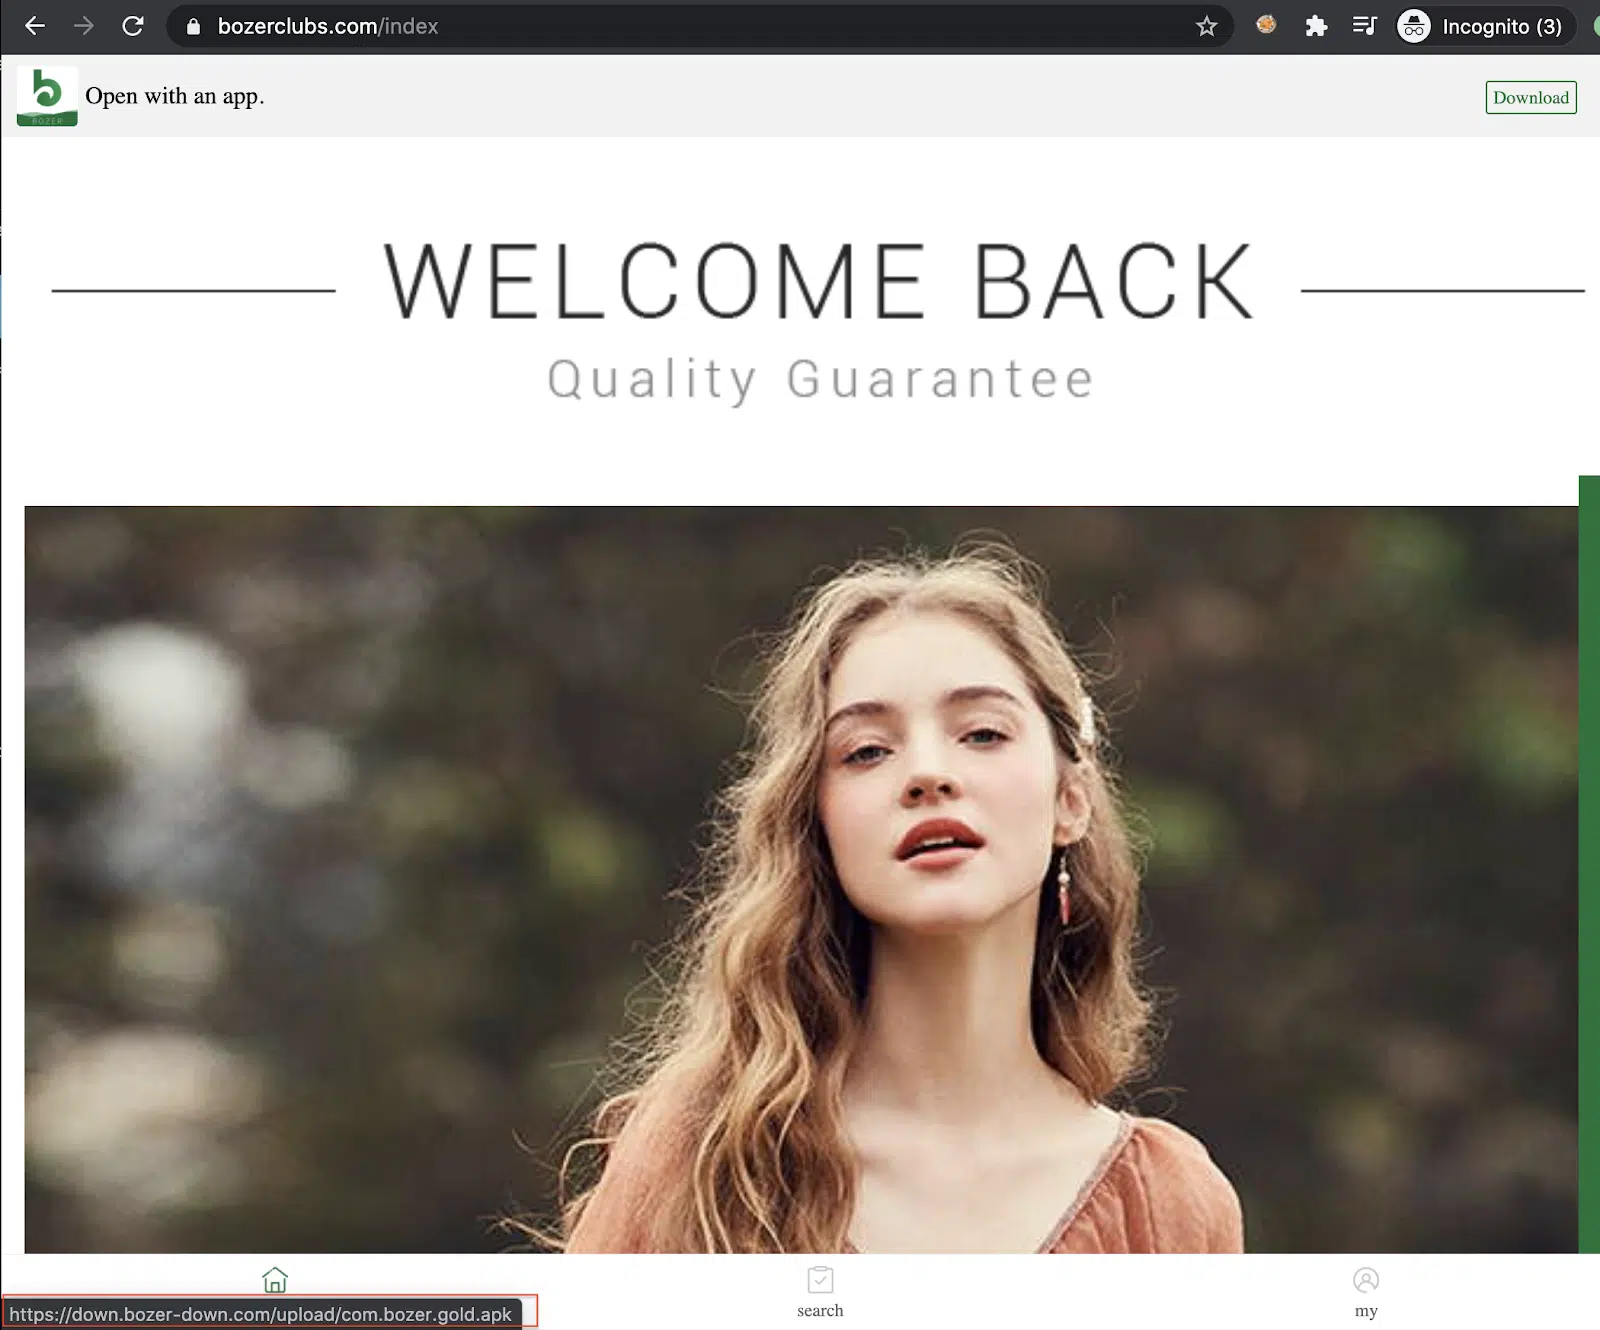 bozerclubs.com/index
Incognito (3)
b
BOZER
Open with an app.
Download
WELCOME BACK
Quality Guarantee
search
my
https://down.bozer-down.com/upload/com.bozer.gold.apk